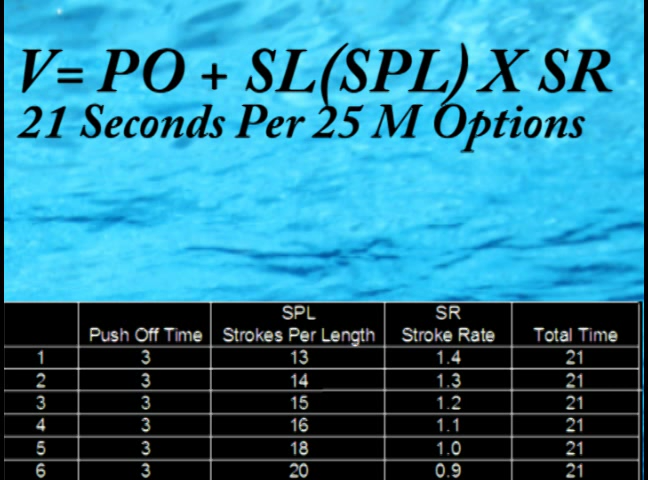 V= PO + SL(SPL) X SR
21 Seconds Per 25 M Options
SPL SR
Push Off Time Strokes Per Length Stroke Rate Total Time
1 3 13 1.4 21
2 3 14 1.3 21
3 3 15 1.2 21
4 3 16 1.1 21
5 3 18 1.0 21
6 3 20 0.9 21